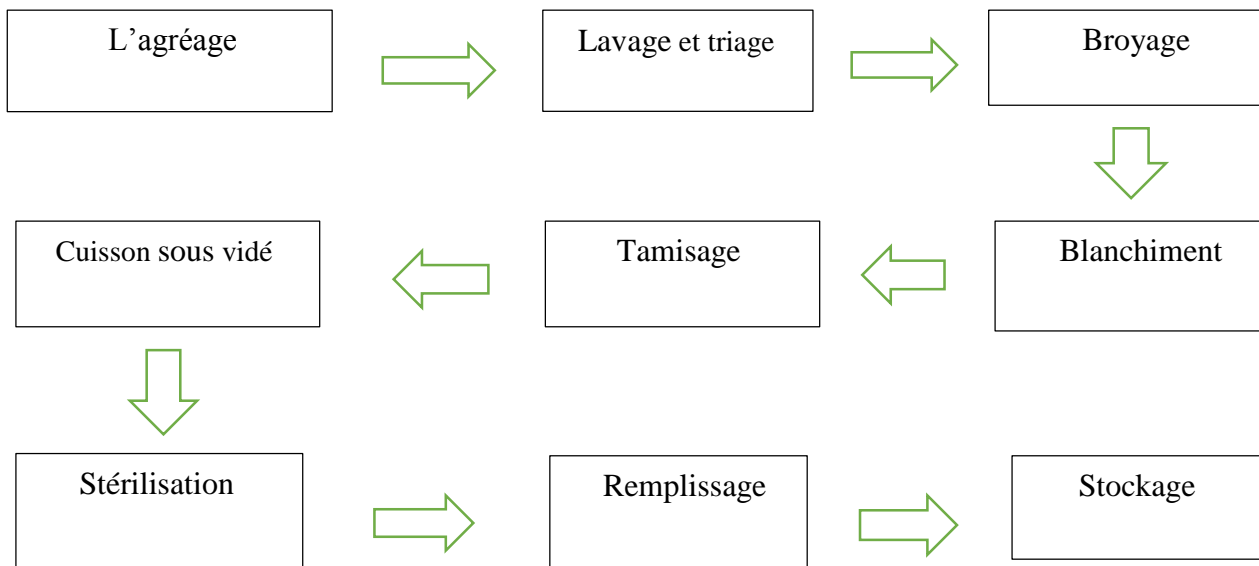 L’agréage
Lavage et triage
Broyage
Blanchiment
Tamisage
Cuisson sous vidé
Stérilisation
Remplissage
Stockage